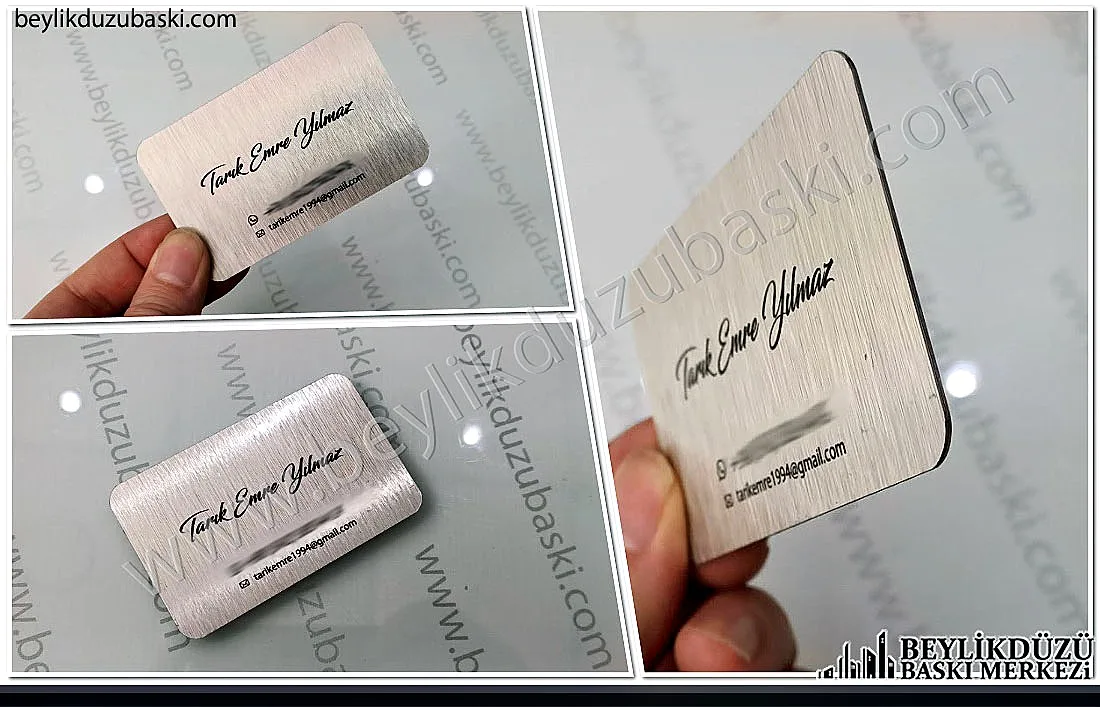 beylikduzubaski.com
Tarık Emre Yılmaz
tarikemre1994@gmail.com
Tarık Emre Yılmaz
tarikemre1994@gmail.com
Tarık Emre Yılmaz
tarikemre1994@gmail.com
www.beylikduzubaski.com
BEYLİKDÜZÜ
BASKI MERKEZi